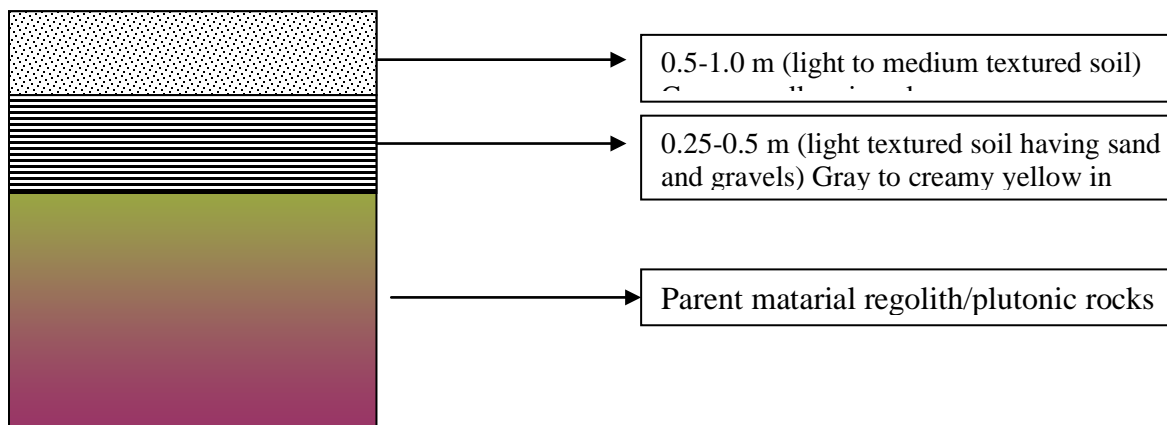 0.5-1.0 m (light to medium textured soil)
0.25-0.5 m (light textured soil having sand
and gravels) Gray to creamy yellow in
Parent matarial regolith/plutonic rocks